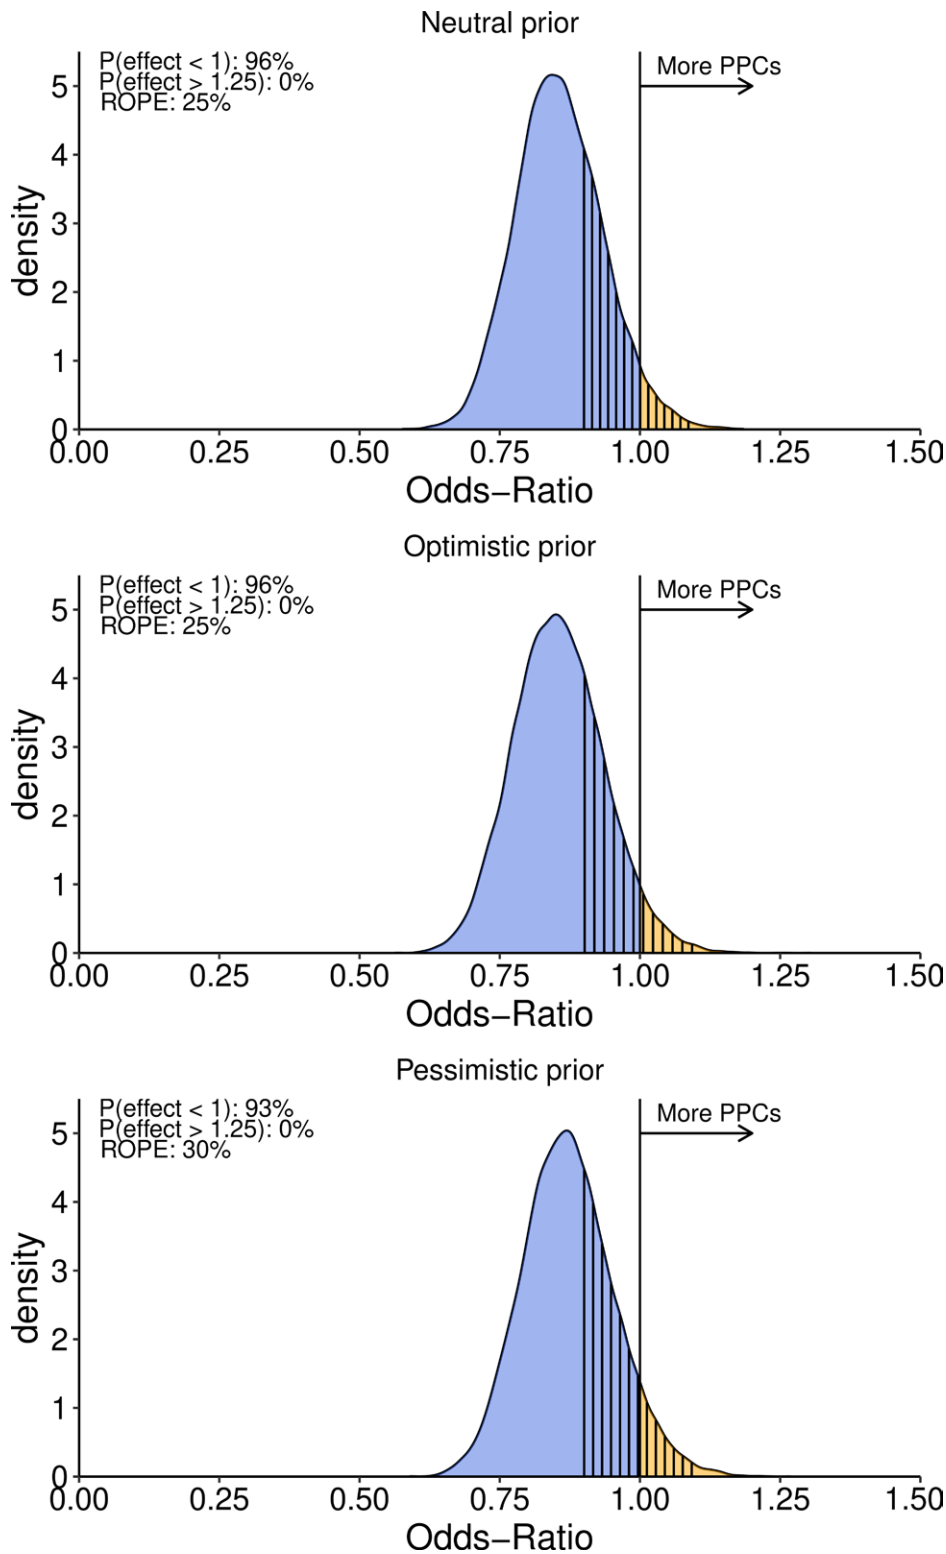 Neutral prior
P(effect < 1): 96%
P(effect > 1.25): 0%
ROPE: 25%
More PPCs
5
4
3
2
1
0
density
0.00 0.25 0.50 0.75 1.00 1.25 1.50
Odds−Ratio
Optimistic prior
P(effect < 1): 96%
P(effect > 1.25): 0%
ROPE: 25%
More PPCs
5
4
3
2
1
0
density
0.00 0.25 0.50 0.75 1.00 1.25 1.50
Odds−Ratio
Pessimistic prior
P(effect < 1): 93%
P(effect > 1.25): 0%
ROPE: 30%
More PPCs
5
4
3
2
1
0
density
0.00 0.25 0.50 0.75 1.00 1.25 1.50
Odds−Ratio